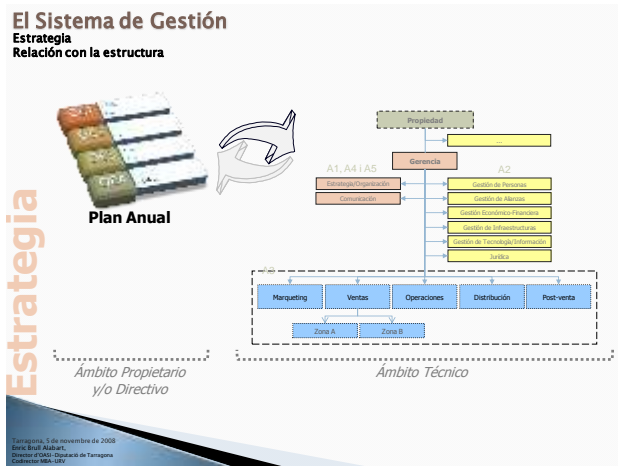 El Sistema de Gestión
Estrategia
Relación con la estructura
Plan Anual
Propiedad
...
Gerencia
A1, A4 i A5
A2
Estrategia/Organización
Comunicación
Gestión de Personas
Gestión de Alianzas
Gestión Económico-Financiera
Gestión de Infraestructuras
Gestión de Tecnología/Información
Jurídica
A3
Marqueting
Ventas
Operaciones
Distribución
Post-venta
Zona A
Zona B
Estrategia
Ámbito Propietario
y/o Directivo
Ámbito Técnico
Tarragona, 5 de novembre de 2008
Enric Brull Alabart,
Director d'OASI-Diputació de Tarragona
Codirector MBA-URV